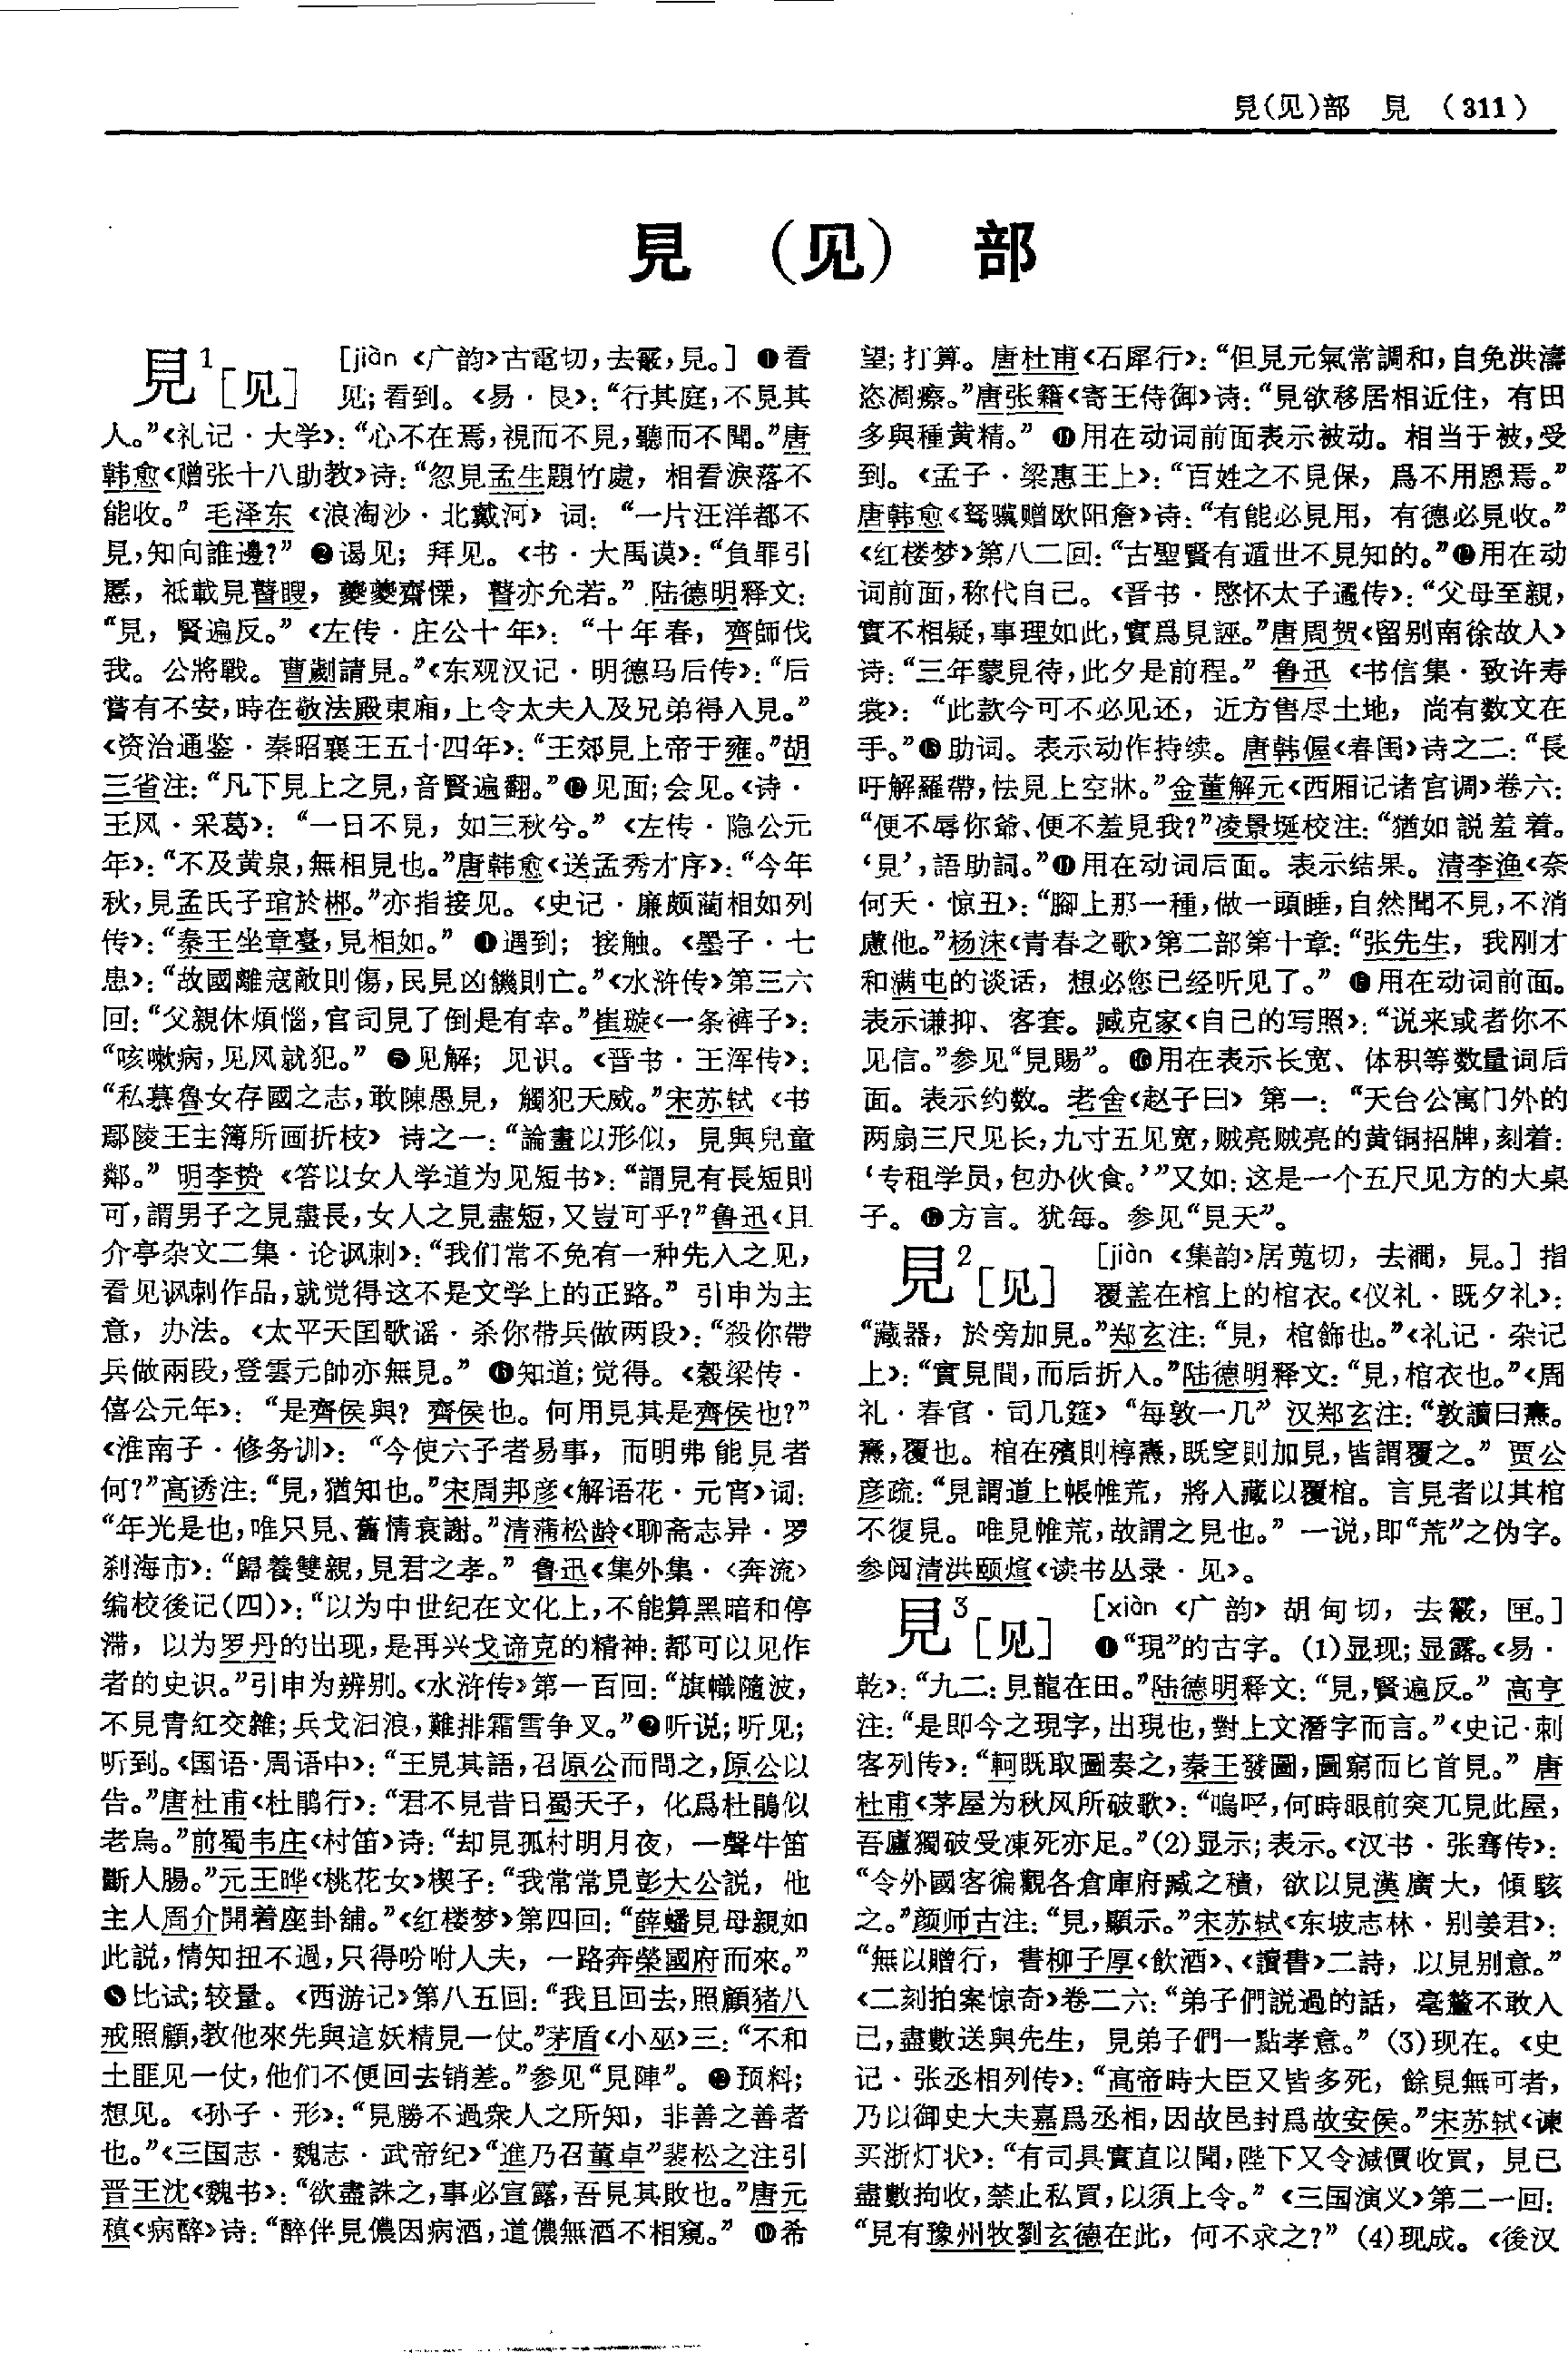 見(见)部　見　(311)
見　(见)　部
見1[见]　[jiàn《广韵》古電切,去霰,見。] ❶看
见;看到。《易·艮》:“行其庭,不見其
人。”《礼记·大学》:“心不在焉,視而不見,聽而不聞。”唐
韩愈《赠张十八助教》诗:“忽見孟生題竹處,相看淚落不
能收。”毛泽东《浪淘沙·北戴河》词:“一片汪洋都不
見,知向誰邊?” ❷谒见;拜见。《书·大禹谟》:“負罪引
慝,祗載見瞽瞍,夔夔齋慄,瞽亦允若。”陆德明释文:
“見,賢遍反。”《左传·庄公十年》:“十年春,齊師伐
我。公將戰。曹劌請見。”《东观汉记·明德马后传》:“后
嘗有不安,時在敬法殿東廂,上令太夫人及兄弟得入見。”
《资治通鉴·秦昭襄王五十四年》:“王郊見上帝于雍。”胡
三省注:“凡下見上之見,音賢遍翻。”❸见面;会见。《诗·
王风·采葛》:“一日不見,如三秋兮。”《左传·隐公元
年》:“不及黄泉,無相見也。”唐韩愈《送孟秀才序》:“今年
秋,見孟氏子琯於郴。”亦指接见。《史记·廉颇蔺相如列
传》:“秦王坐章臺,見相如。” ❹遇到;接触。《墨子·七
患》:“故國離寇敵則傷,民見凶饑則亡。”《水浒传》第三六
回:“父親休煩惱,官司見了倒是有幸。”崔璇《一条裤子》:
“咳嗽病,见风就犯。” ❺见解;见识。《晋书·王浑传》:
“私慕魯女存國之志,敢陳愚見,觸犯天威。”宋苏轼《书
鄢陵王主簿所画折枝》诗之一:“論畫以形似,見與兒童
鄰。”明李贽《答以女人学道为见短书》:“謂見有長短則
可,謂男子之見盡長,女人之見盡短,又豈可乎?”鲁迅《且
介亭杂文二集·论讽刺》:“我们常不免有一种先入之见,
看见讽刺作品,就觉得这不是文学上的正路。”引申为主
意,办法。《太平天囯歌谣·杀你带兵做两段》:“殺你帶
兵做兩段,登雲元帥亦無見。” ❻知道;觉得。《穀梁传·
僖公元年》:“是齊侯與?齊侯也。何用見其是齊侯也?”
《淮南子·修务训》:“今使六子者易事,而明弗能見者
何?”高诱注:“見,猶知也。”宋周邦彦《解语花·元宵》词:
“年光是也,唯只見、舊情衰謝。”清蒲松龄《聊斋志异·罗
刹海市》:“歸養雙親,見君之孝。”鲁迅《集外集·〈奔流〉
编校後记(四)》:“以为中世纪在文化上,不能算黑暗和停
滞,以为罗丹的出现,是再兴戈谛克的精神:都可以见作
者的史识。”引申为辨别。《水浒传》第一百回:“旗幟隨波,
不見青紅交雜;兵戈汩浪,難排霜雪争叉。”❼听说;听见;
听到。《国语·周语中》:“王見其語,召原公而問之,原公以
告。”唐杜甫《杜鹃行》:“君不見昔日蜀天子,化爲杜鵑似
老烏。”前蜀韦庄《村笛》诗:“却見孤村明月夜,一聲牛笛
斷人腸。”元王晔《桃花女》楔子:“我常常見彭大公説,他
主人周介開着座卦舖。”《红楼梦》第四回:“薛蟠見母親如
此説,情知扭不過,只得吩咐人夫,一路奔榮國府而來。”
❽比试;较量。《西游记》第八五回:“我且回去,照顧猪八
戒照顧,教他來先與這妖精見一仗。”茅盾《小巫》三:“不和
土匪见一仗,他们不便回去销差。”参见“見陣”。 ❾预料;
想见。《孙子·形》:“見勝不過衆人之所知,非善之善者
也。”《三国志·魏志·武帝纪》“進乃召董卓”裴松之注引
晋王沈《魏书》:“欲盡誅之,事必宣露,吾見其敗也。”唐元
稹《病醉》诗:“醉伴見儂因病酒,道儂無酒不相窺。” ❿希
望;打算。唐杜甫《石犀行》:“但見元氣常調和,自免洪濤
恣凋瘵。”唐张籍《寄王侍御》诗:“見欲移居相近住,有田
多與種黄精。” ⓫用在动词前面表示被动。相当于被,受
到。《孟子·梁惠王上》:“百姓之不見保,爲不用恩焉。”
唐韩愈《驽骥赠欧阳詹》诗:“有能必見用,有德必見收。”
《红楼梦》第八二回:“古聖賢有遁世不見知的。”⓬用在动
词前面,称代自己。《晋书·愍怀太子遹传》:“父母至親,
實不相疑,事理如此,實爲見誣。”唐周贺《留别南徐故人》
诗:“三年蒙見待,此夕是前程。”鲁迅《书信集·致许寿
裳》:“此款今可不必见还,近方售尽土地,尚有数文在
手。”⓭助词。表示动作持续。唐韩偓《春闺》诗之二:“長
吁解羅帶,怯見上空牀。”金董解元《西厢记诸宫调》卷六:
“便不辱你爺、便不羞見我?”凌景埏校注:“猶如説羞着。
‘見’,語助詞。”⓮用在动词后面。表示结果。清李渔《奈
何天·惊丑》:“腳上那一種,做一頭睡,自然聞不見,不消
慮他。”杨沫《青春之歌》第二部第十章:“张先生,我刚才
和满屯的谈话,想必您已经听见了。” ⓯用在动词前面。
表示谦抑、客套。臧克家《自己的写照》:“说来或者你不
见信。”参见“見賜”。⓰用在表示长宽、体积等数量词后
面。表示约数。老舍《赵子曰》第一:“天台公寓门外的
两扇三尺见长,九寸五见宽,贼亮贼亮的黄铜招牌,刻着:
‘专租学员,包办伙食。’”又如:这是一个五尺见方的大桌
子。⓱方言。犹每。参见“見天”。
見2[见]　[jiàn《集韵》居莧切,去襇,見。]指
覆盖在棺上的棺衣。《仪礼·既夕礼》:
“藏器,於旁加見。”郑玄注:“見,棺飾也。”《礼记·杂记
上》:“實見間,而后折入。”陆德明释文:“見,棺衣也。”《周
礼·春官·司几筵》“每敦一几”汉郑玄注:“敦讀曰燾。
燾,覆也。棺在殯則椁燾,既窆則加見,皆謂覆之。”贾公
彦疏:“見謂道上帳帷荒,將入藏以覆棺。言見者以其棺
不復見。唯見帷荒,故謂之見也。”一说,即“荒”之伪字。
参阅清洪颐煊《读书丛录·见》。
見3[见]　[xiàn《广韵》胡甸切,去霰,匣。]
❶“現”的古字。(1)显现;显露。《易·
乾》:“九二:見龍在田。”陆德明释文:“見,賢遍反。”高亨
注:“是即今之現字,出現也,對上文潛字而言。”《史记·刺
客列传》:“軻既取圖奏之,秦王發圖,圖窮而匕首見。”唐
杜甫《茅屋为秋风所破歌》:“嗚呼,何時眼前突兀見此屋,
吾廬獨破受凍死亦足。”(2)显示;表示。《汉书·张骞传》:
“令外國客徧觀各倉庫府臧之積,欲以見漢廣大,傾駭
之。”颜师古注:“見,顯示。”宋苏轼《东坡志林·别姜君》:
“無以贈行,書柳子厚《飲酒》、《讀書》二詩,以見别意。”
《二刻拍案惊奇》卷二六:“弟子們説過的話,毫釐不敢入
己,盡數送與先生,見弟子們一點孝意。”(3)现在。《史
记·张丞相列传》:“高帝時大臣又皆多死,餘見無可者,
乃以御史大夫嘉爲丞相,因故邑封爲故安侯。”宋苏轼《谏
买浙灯状》:“有司具實直以聞,陛下又令減價收買,見已
盡數拘收,禁止私買,以須上令。”《三国演义》第二一回:
“見有豫州牧劉玄德在此,何不求之?”(4)现成。《後汉